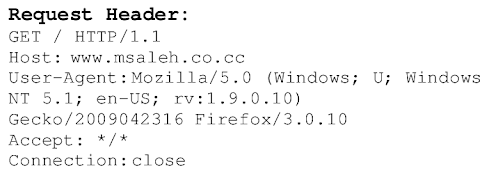 Request Header:
GET / HTTP/1.1
Host: www.msaleh.co.cc
User-Agent:Mozilla/5.0 (Windows; U; Windows
NT 5.1; en-US; rv:1.9.0.10)
Gecko/2009042316 Firefox/3.0.10
Accept: */*
Connection:close